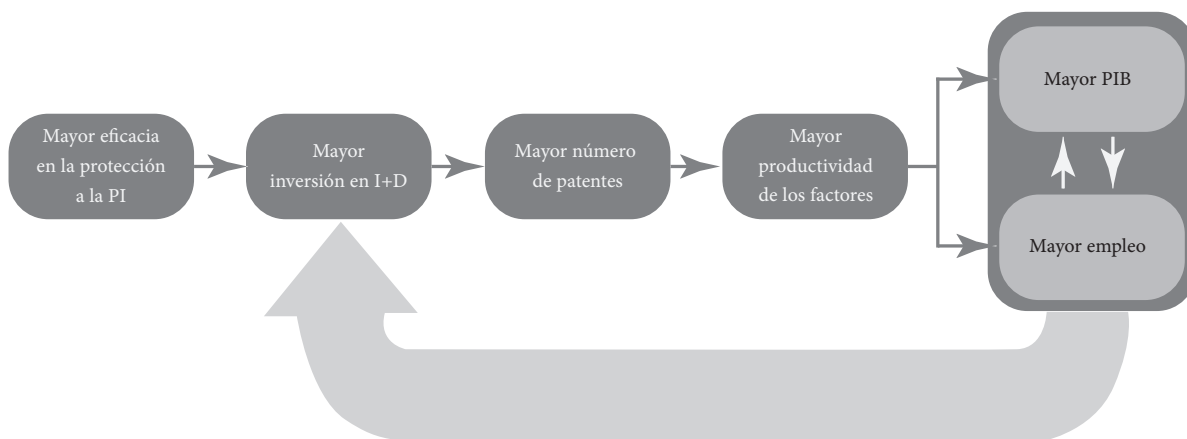 Mayor eficacia
en la protección
a la PI
Mayor
inversión en I+D
Mayor número
de patentes
Mayor
productividad
de los factores
Mayor PIB
Mayor empleo